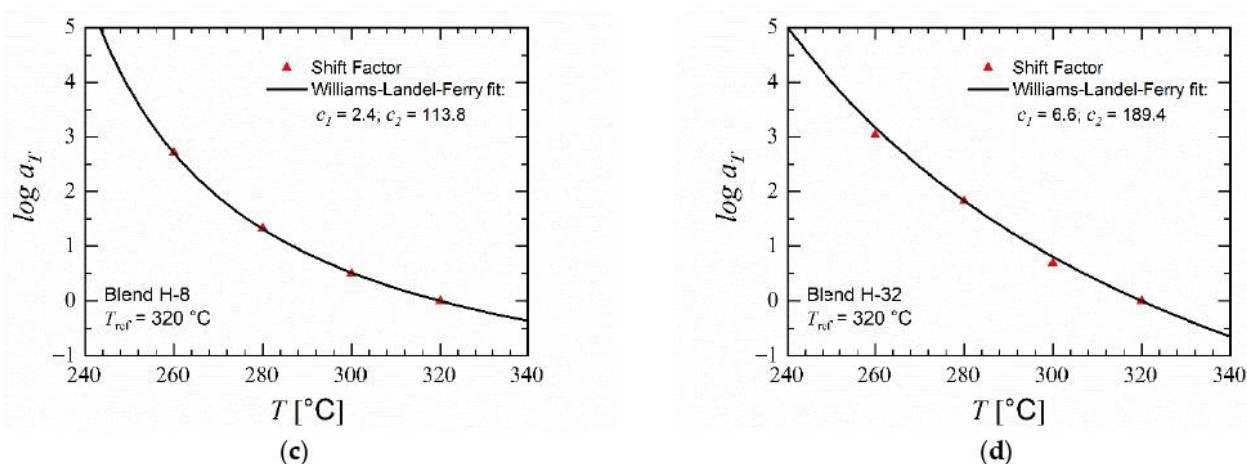 5
4
3
2
1
0
−1
log a_T
Shift Factor
Williams-Landel-Ferry fit:
c_1 = 2.4; c_2 = 113.8
Blend H-8
T_ref = 320 °C
240 260 280 300 320 340
T [°C]
(c)
5
4
3
2
1
0
−1
log a_T
Shift Factor
Williams-Landel-Ferry fit:
c_1 = 6.6; c_2 = 189.4
Blend H-32
T_ref = 320 °C
240 260 280 300 320 340
T [°C]
(d)